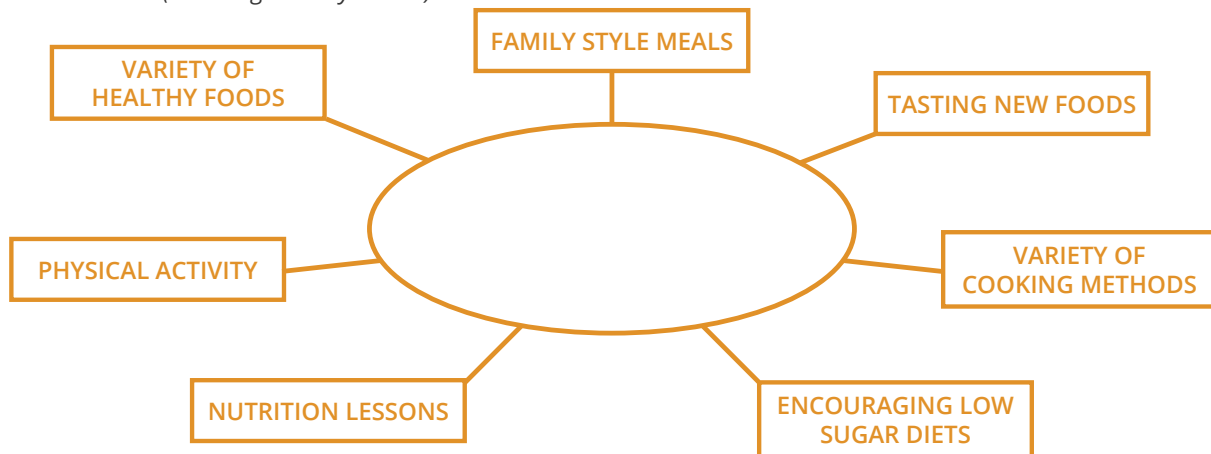 FAMILY STYLE MEALS
VARIETY OF
HEALTHY FOODS
TASTING NEW FOODS
PHYSICAL ACTIVITY
VARIETY OF
COOKING METHODS
NUTRITION LESSONS
ENCOURAGING LOW
SUGAR DIETS